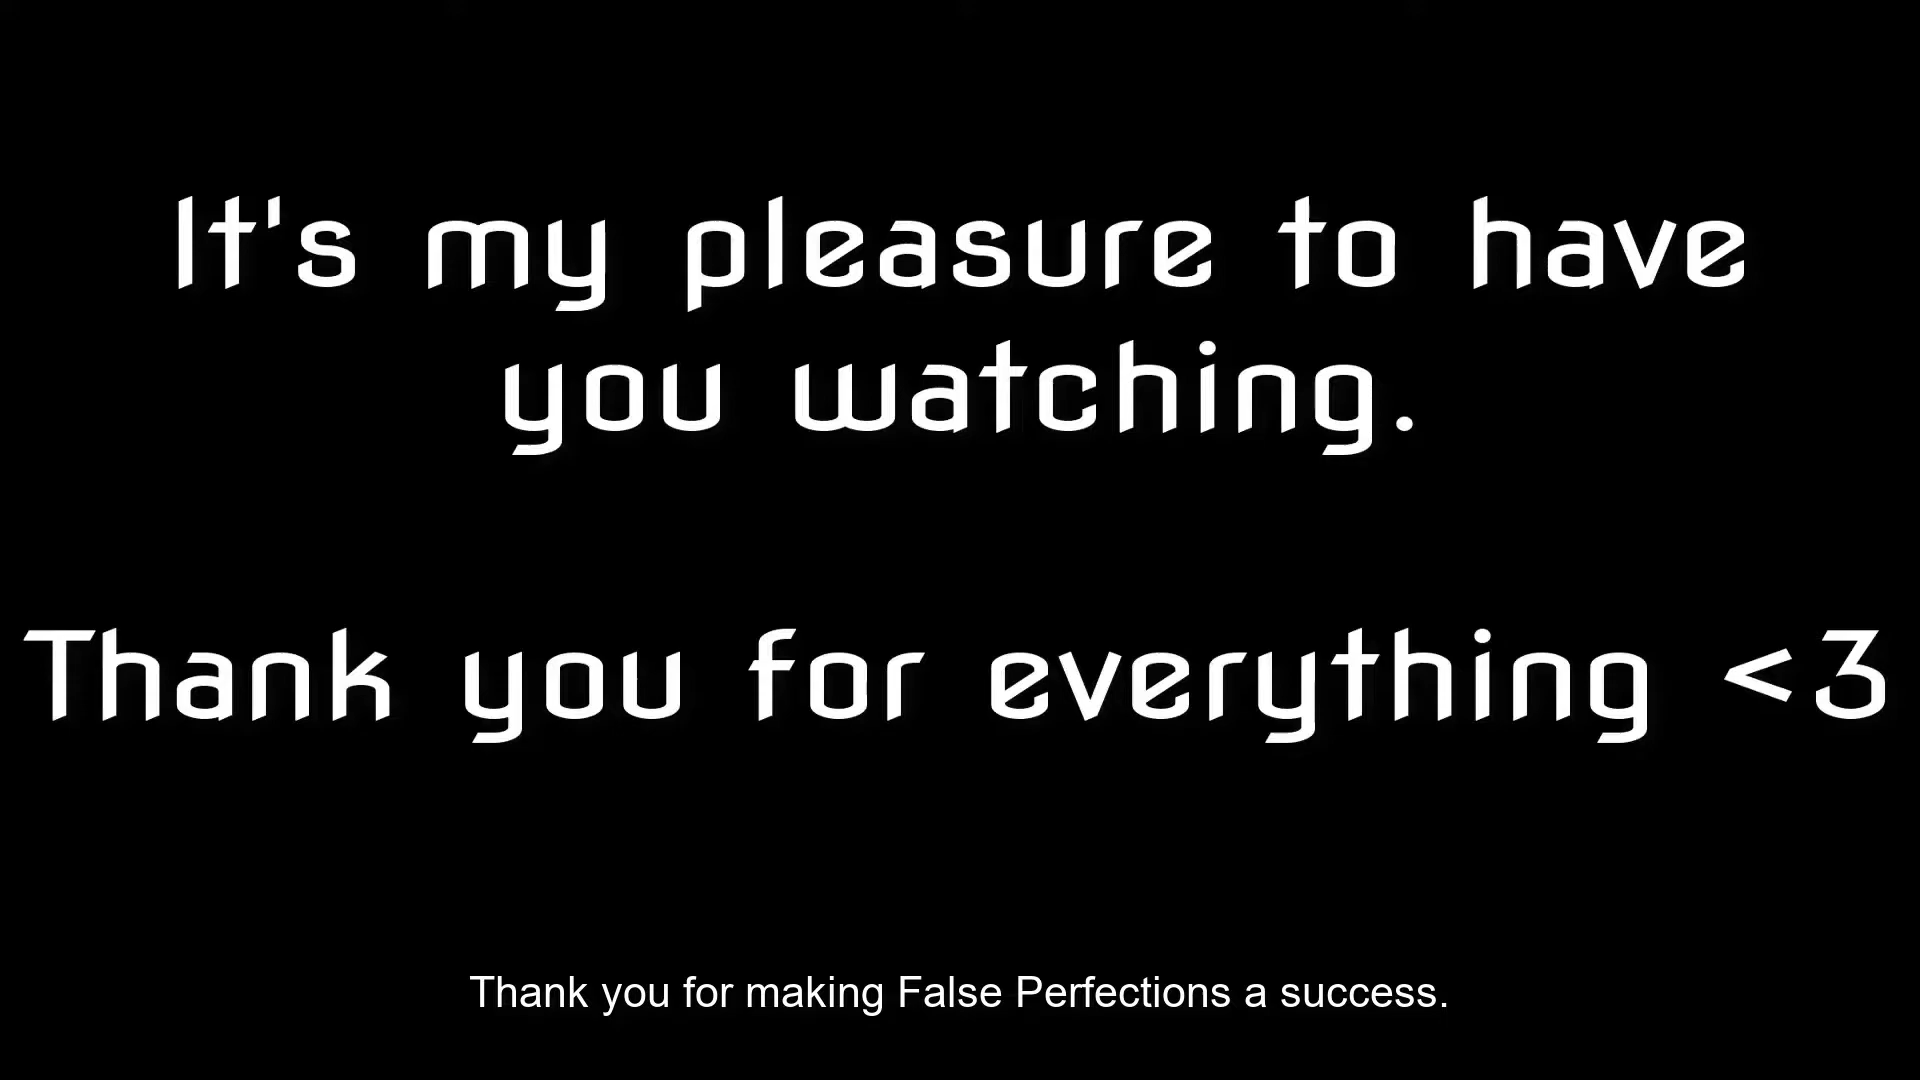 It's my pleasure to have
you watching.
Thank you for everything <3
Thank you for making False Perfections a success.